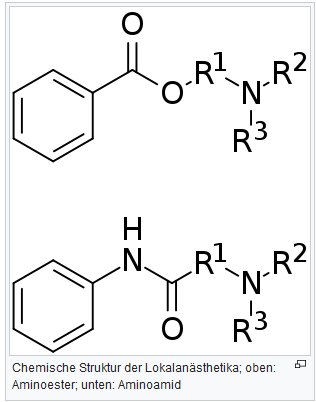 O
O
R1
N
R2
R3
H
N
O
R1
N
R2
R3
Chemische Struktur der Lokalanästhetika; oben:
Aminoester; unten: Aminoamid